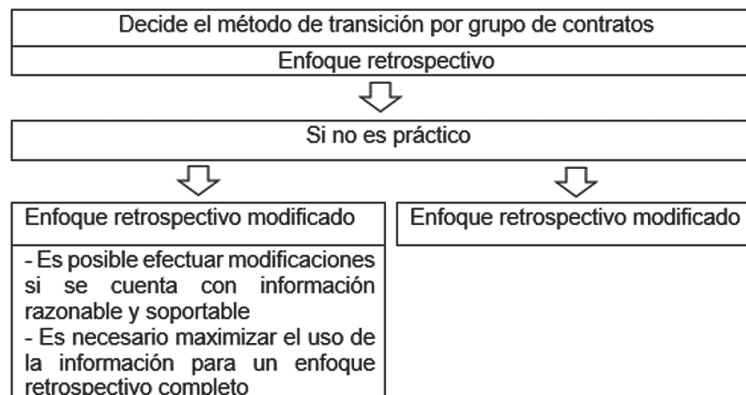 Decide el método de transición por grupo de contratos
Enfoque retrospectivo
Si no es práctico
Enfoque retrospectivo modificado
- Es posible efectuar modificaciones
si se cuenta con información
razonable y soportable
- Es necesario maximizar el uso de
la información para un enfoque
retrospectivo completo
Enfoque retrospectivo modificado